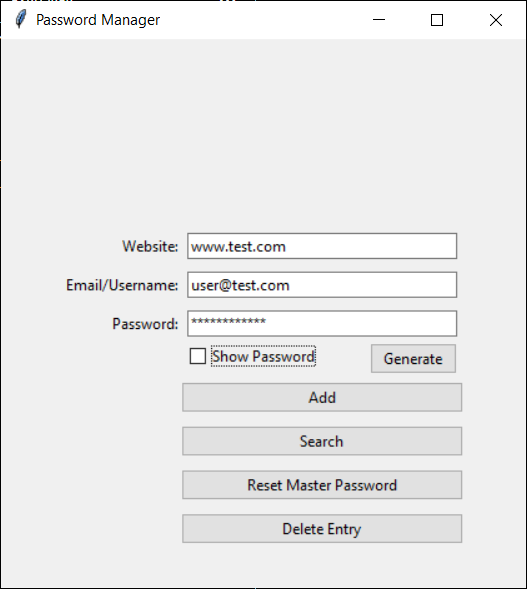 Password Manager
Website: www.test.com
Email/Username: user@test.com
Password: ************
Show Password Generate
Add
Search
Reset Master Password
Delete Entry